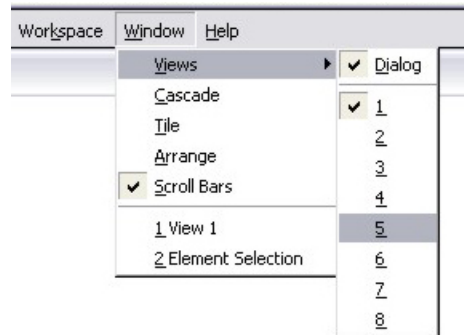 Workspace Window Help
Views
Cascade
Tile
Arrange
Scroll Bars
1 View 1
2 Element Selection
Dialog
1
2
3
4
5
6
7
8